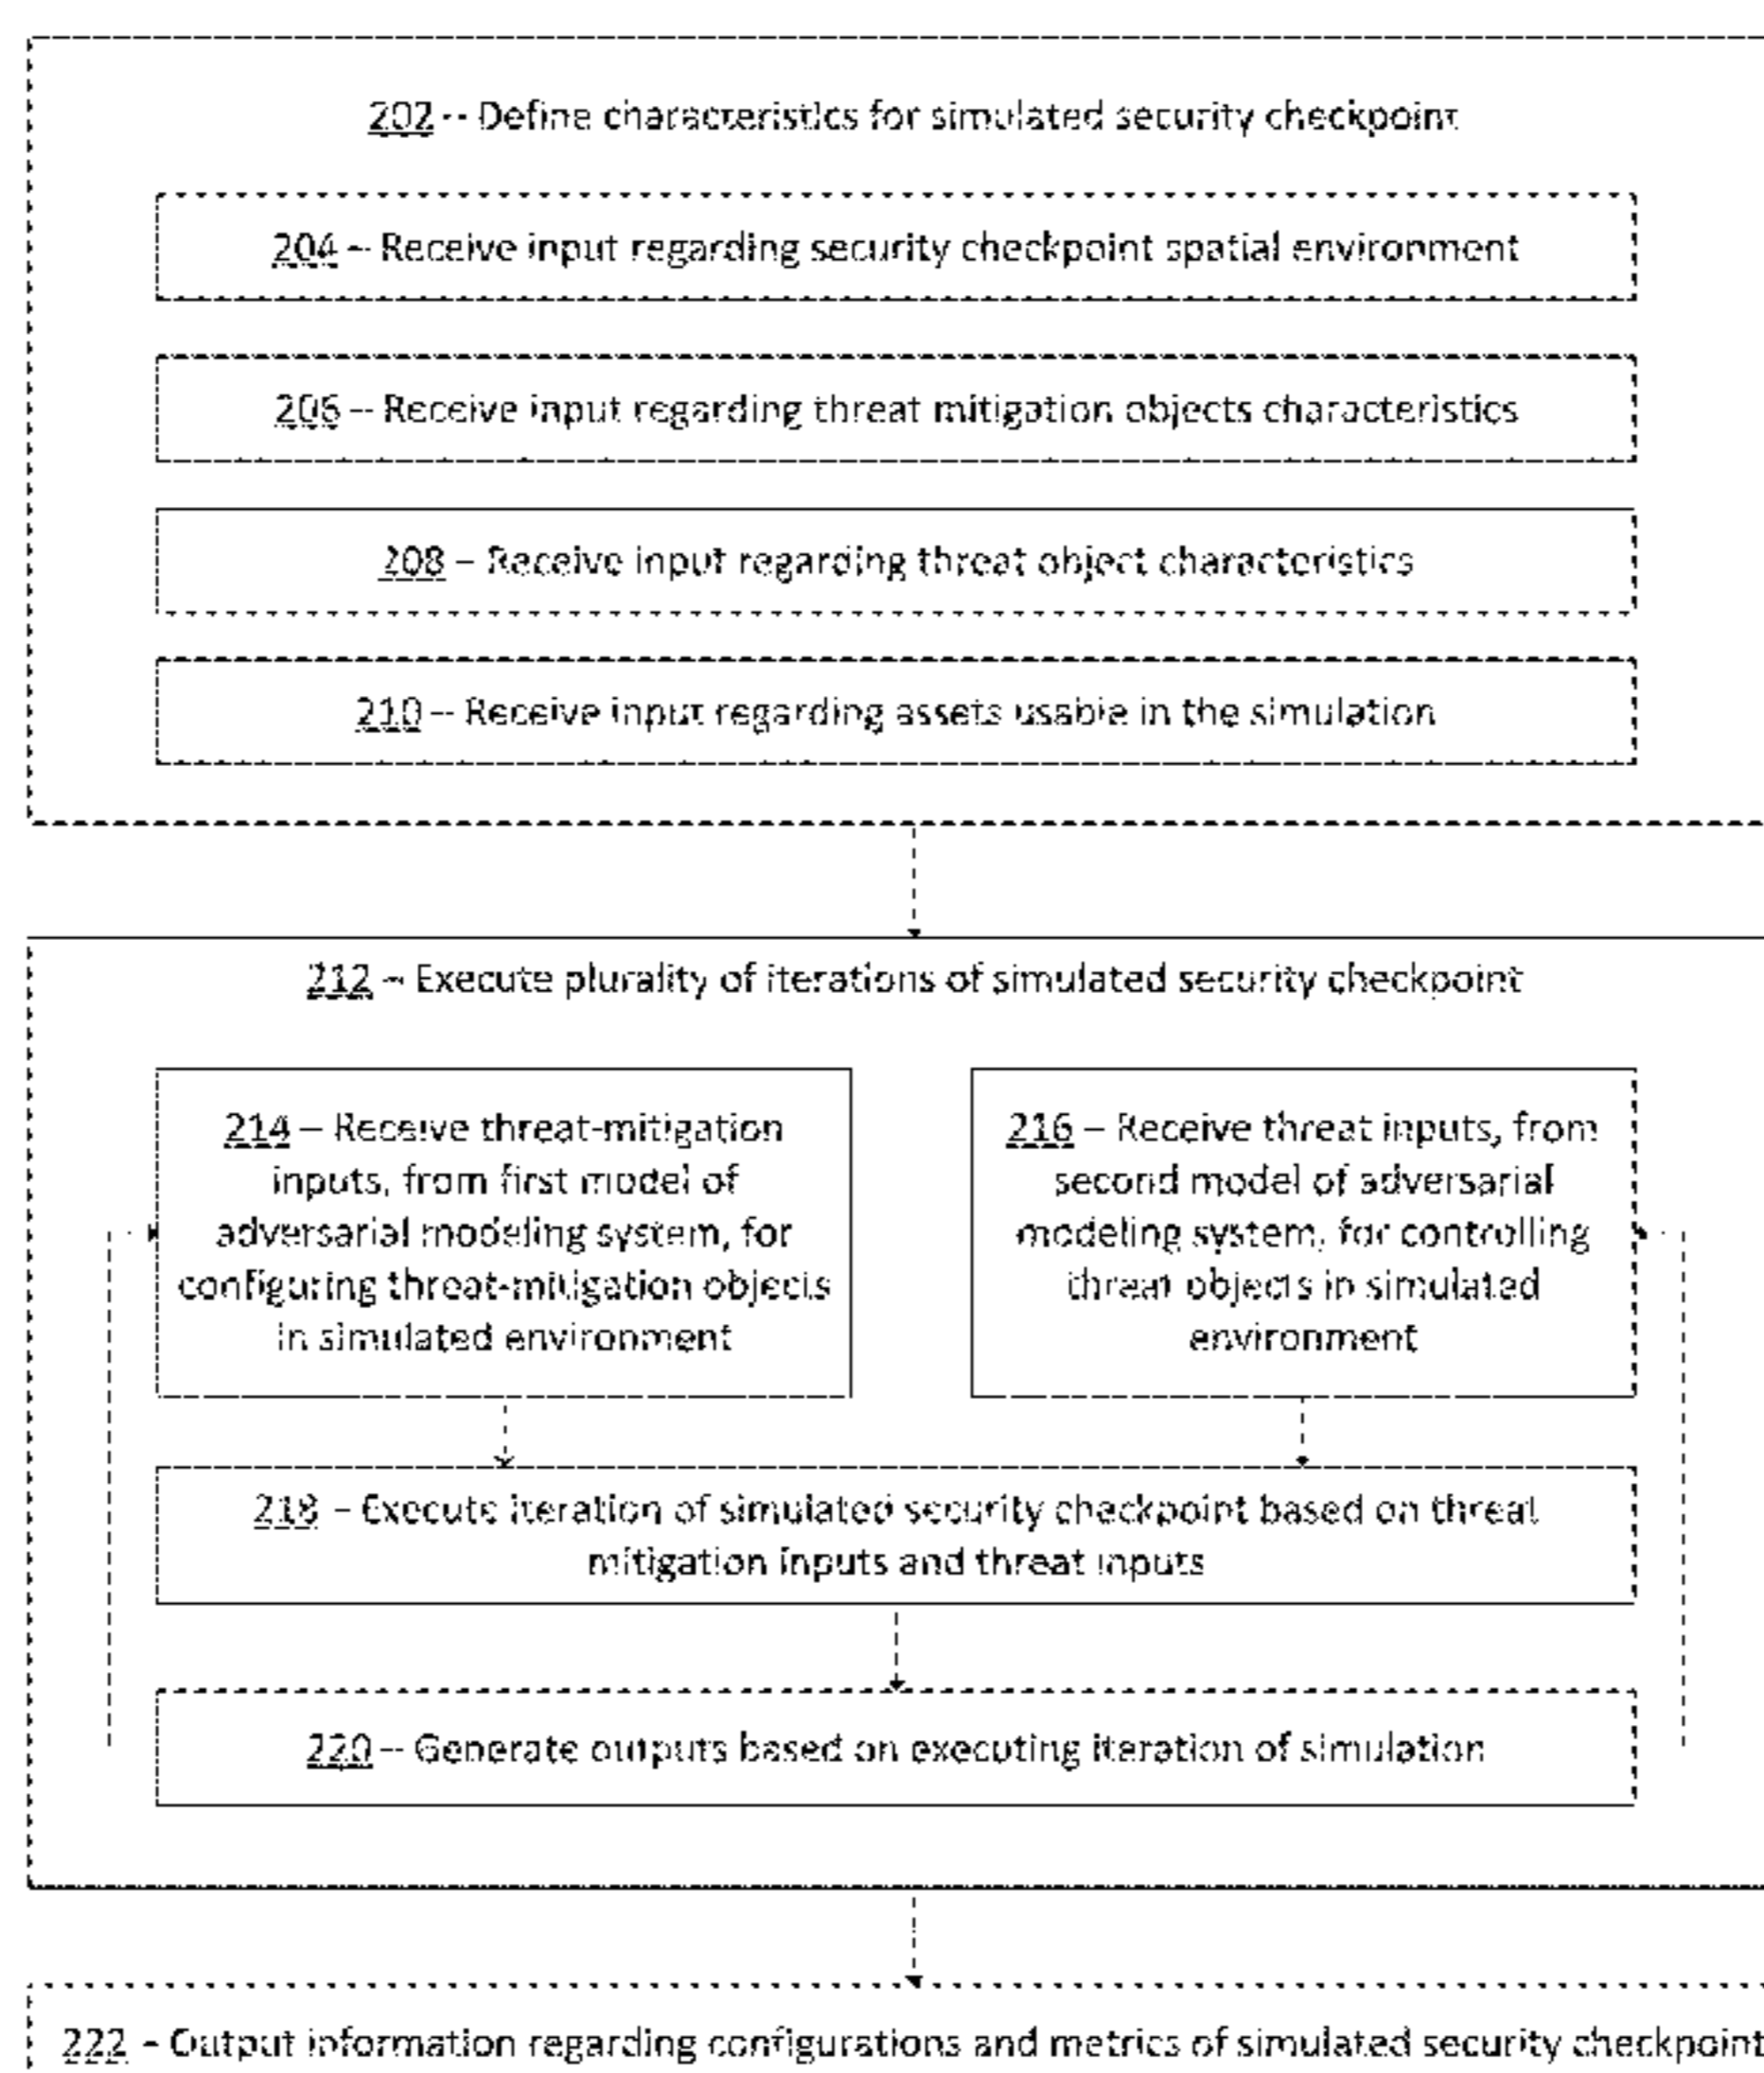 202 -- Define characteristics for simulated security checkpoint
204 -- Receive input regarding security checkpoint spatial environment
206 -- Receive input regarding threat mitigation objects characteristics
208 – Receive input regarding threat object characteristics
210 -- Receive input regarding assets usable in the simulation
212 – Execute plurality of iterations of simulated security checkpoint
214 – Receive threat-mitigation
inputs, from first model of
adversarial modeling system, for
configuring threat-mitigation objects
in simulated environment
216 – Receive threat inputs, from
second model of adversarial
modeling system, for controlling
threat objects in simulated
environment
218 – Execute iteration of simulated security checkpoint based on threat
mitigation inputs and threat inputs
220 -- Generate outputs based on executing iteration of simulation
222 – Output information regarding configurations and metrics of simulated security checkpoint